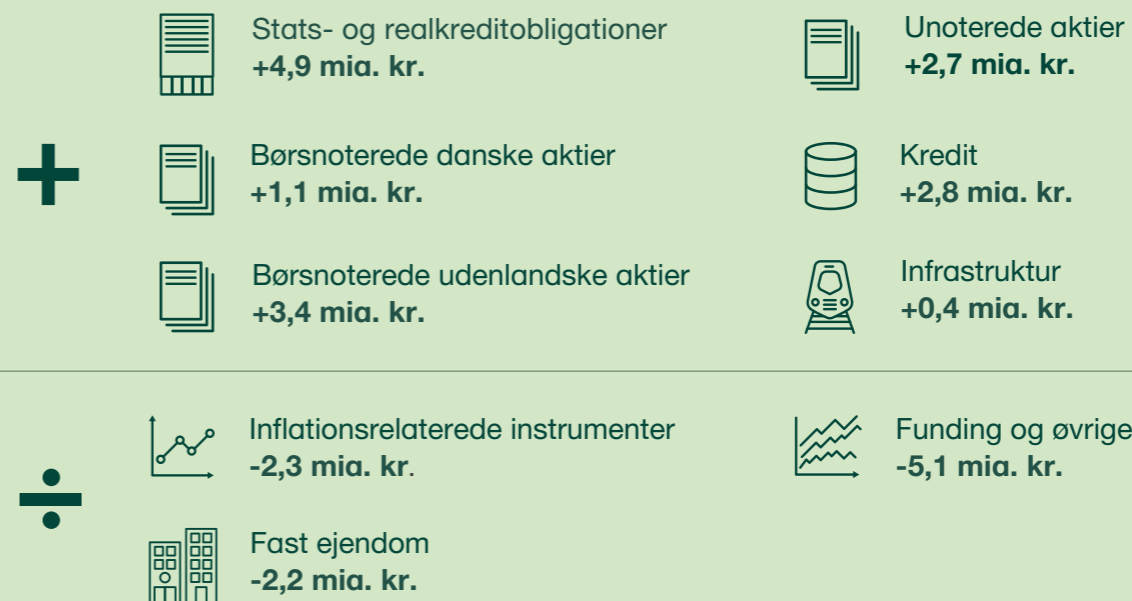 Stats- og realkreditobligationer
+4,9 mia. kr.
Børsnoterede danske aktier
+1,1 mia. kr.
Børsnoterede udenlandske aktier
+3,4 mia. kr.
Unoterede aktier
+2,7 mia. kr.
Kredit
+2,8 mia. kr.
Infrastruktur
+0,4 mia. kr.
Inflationsrelaterede instrumenter
-2,3 mia. kr.
Fast ejendom
-2,2 mia. kr.
Funding og øvrige
-5,1 mia. kr.